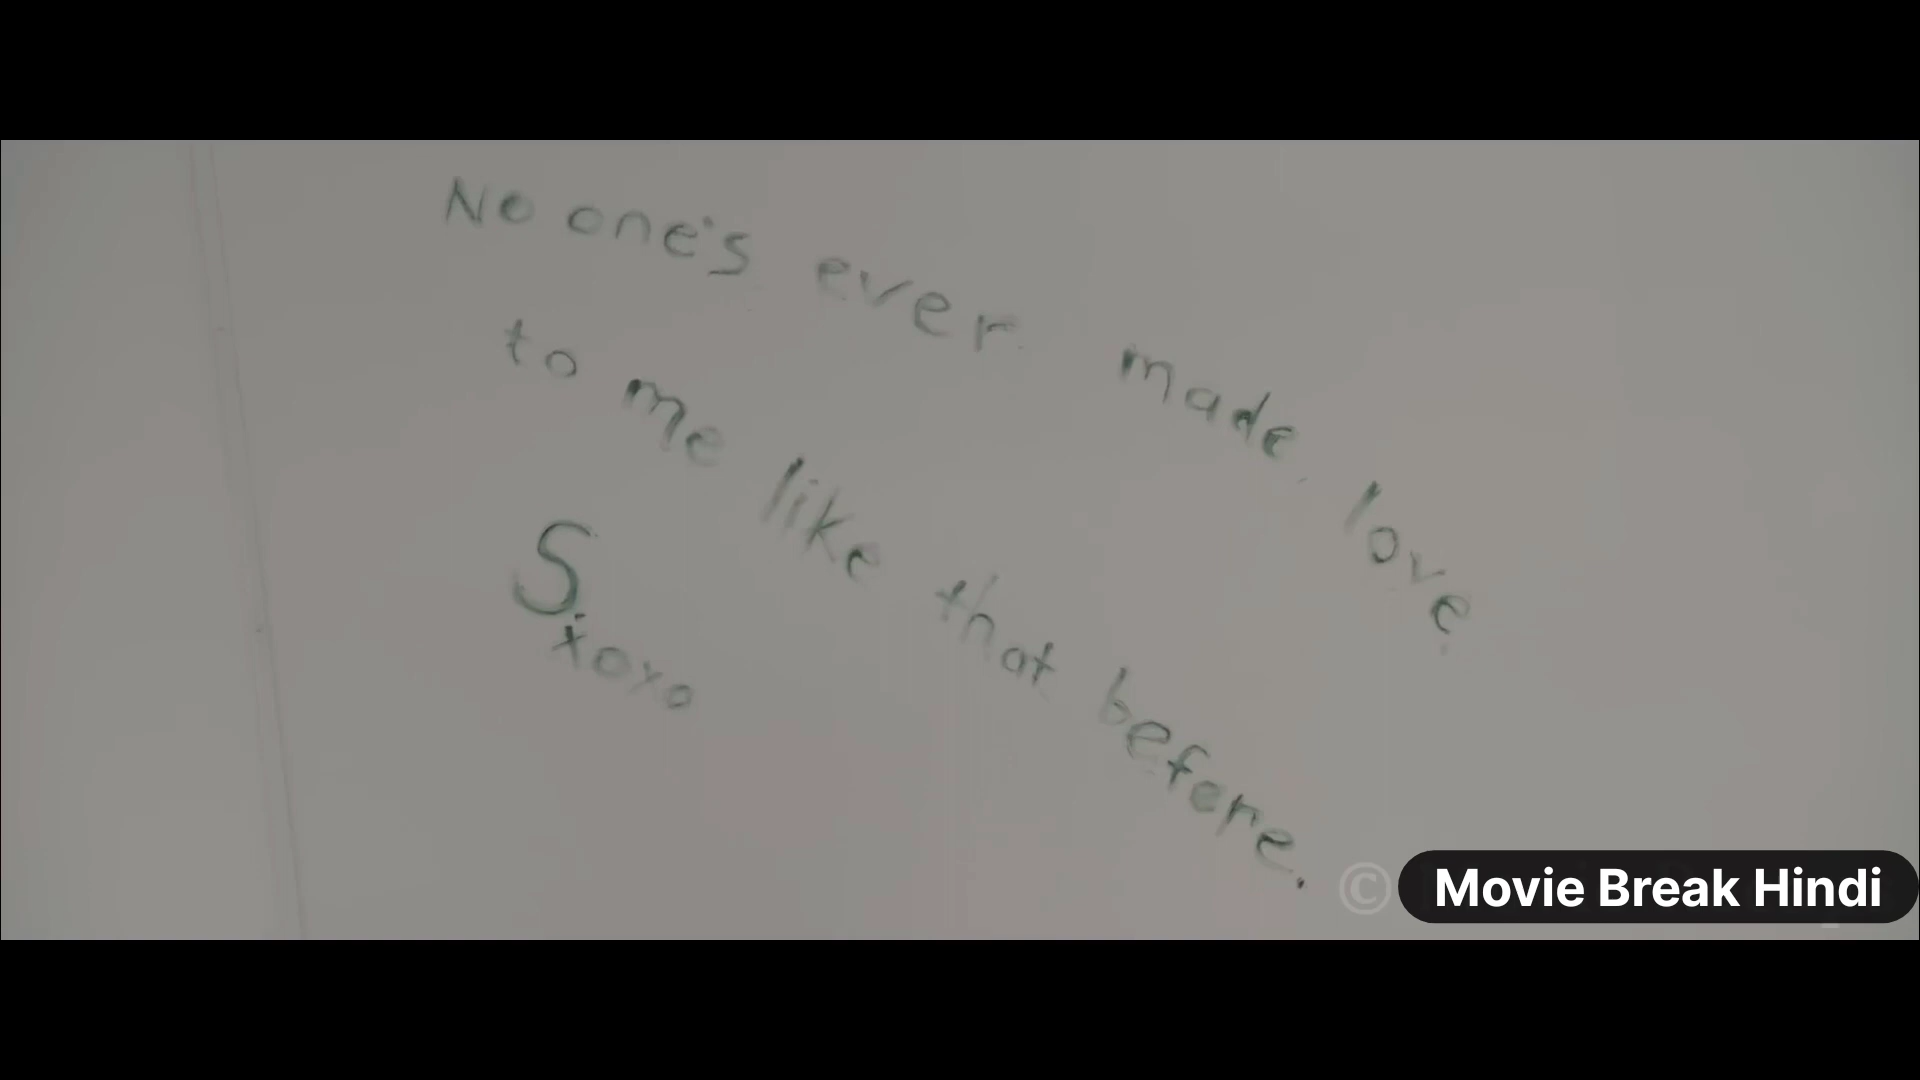 No one's ever made love
to me like that before.
S
xoxo
© Movie Break Hindi